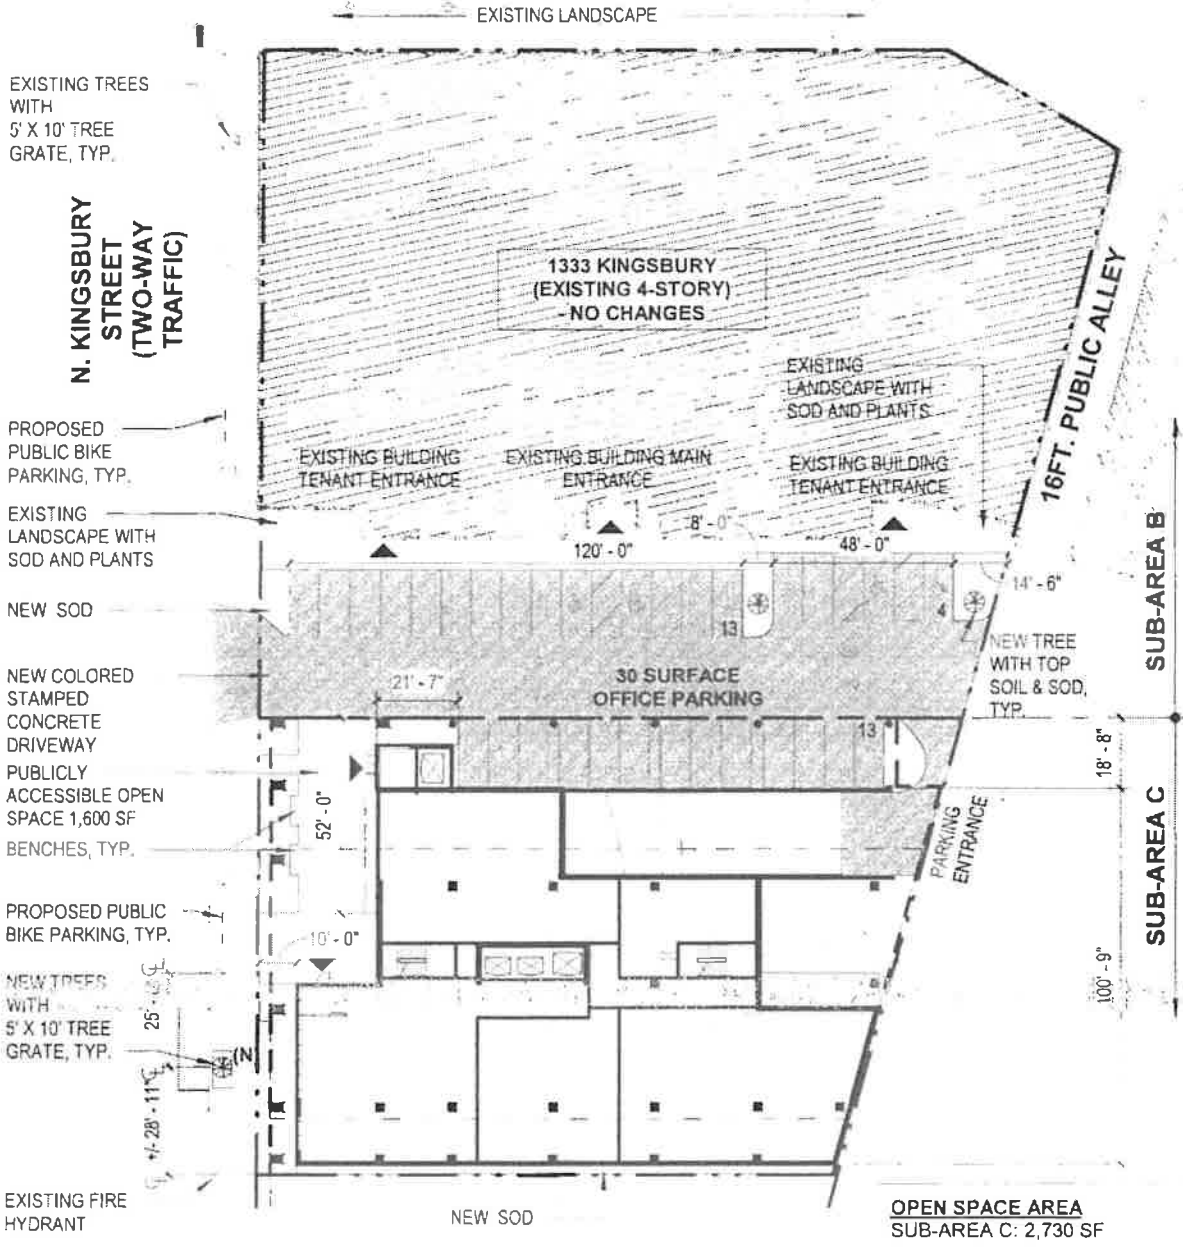 EXISTING LANDSCAPE
EXISTING TREES
WITH
5' X 10' TREE
GRATE, TYP.
N. KINGSBURY
STREET
(TWO-WAY
TRAFFIC)
1333 KINGSBURY
(EXISTING 4-STORY)
- NO CHANGES
16FT. PUBLIC ALLEY
EXISTING
LANDSCAPE WITH
SOD AND PLANTS
PROPOSED
PUBLIC BIKE
PARKING, TYP.
EXISTING BUILDING
TENANT ENTRANCE
EXISTING BUILDING MAIN
ENTRANCE
EXISTING BUILDING
TENANT ENTRANCE
EXISTING
LANDSCAPE WITH
SOD AND PLANTS
8' - 0"
120' - 0"
48' - 0"
14' - 6"
SUB-AREA B
NEW SOD
13
4
NEW TREE
WITH TOP
SOIL & SOD,
TYP.
NEW COLORED
STAMPED
CONCRETE
DRIVEWAY
21' - 7"
30 SURFACE
OFFICE PARKING
13
18' - 8"
PUBLICLY
ACCESSIBLE OPEN
SPACE 1,600 SF
52' - 0"
BENCHES, TYP.
PARKING
ENTRANCE
SUB-AREA C
PROPOSED PUBLIC
BIKE PARKING, TYP.
10' - 0"
100' - 9"
NEW TREES
WITH
5' X 10' TREE
GRATE, TYP.
(N
+/- 28' - 11"
EXISTING FIRE
HYDRANT
NEW SOD
OPEN SPACE AREA
SUB-AREA C: 2,730 SF